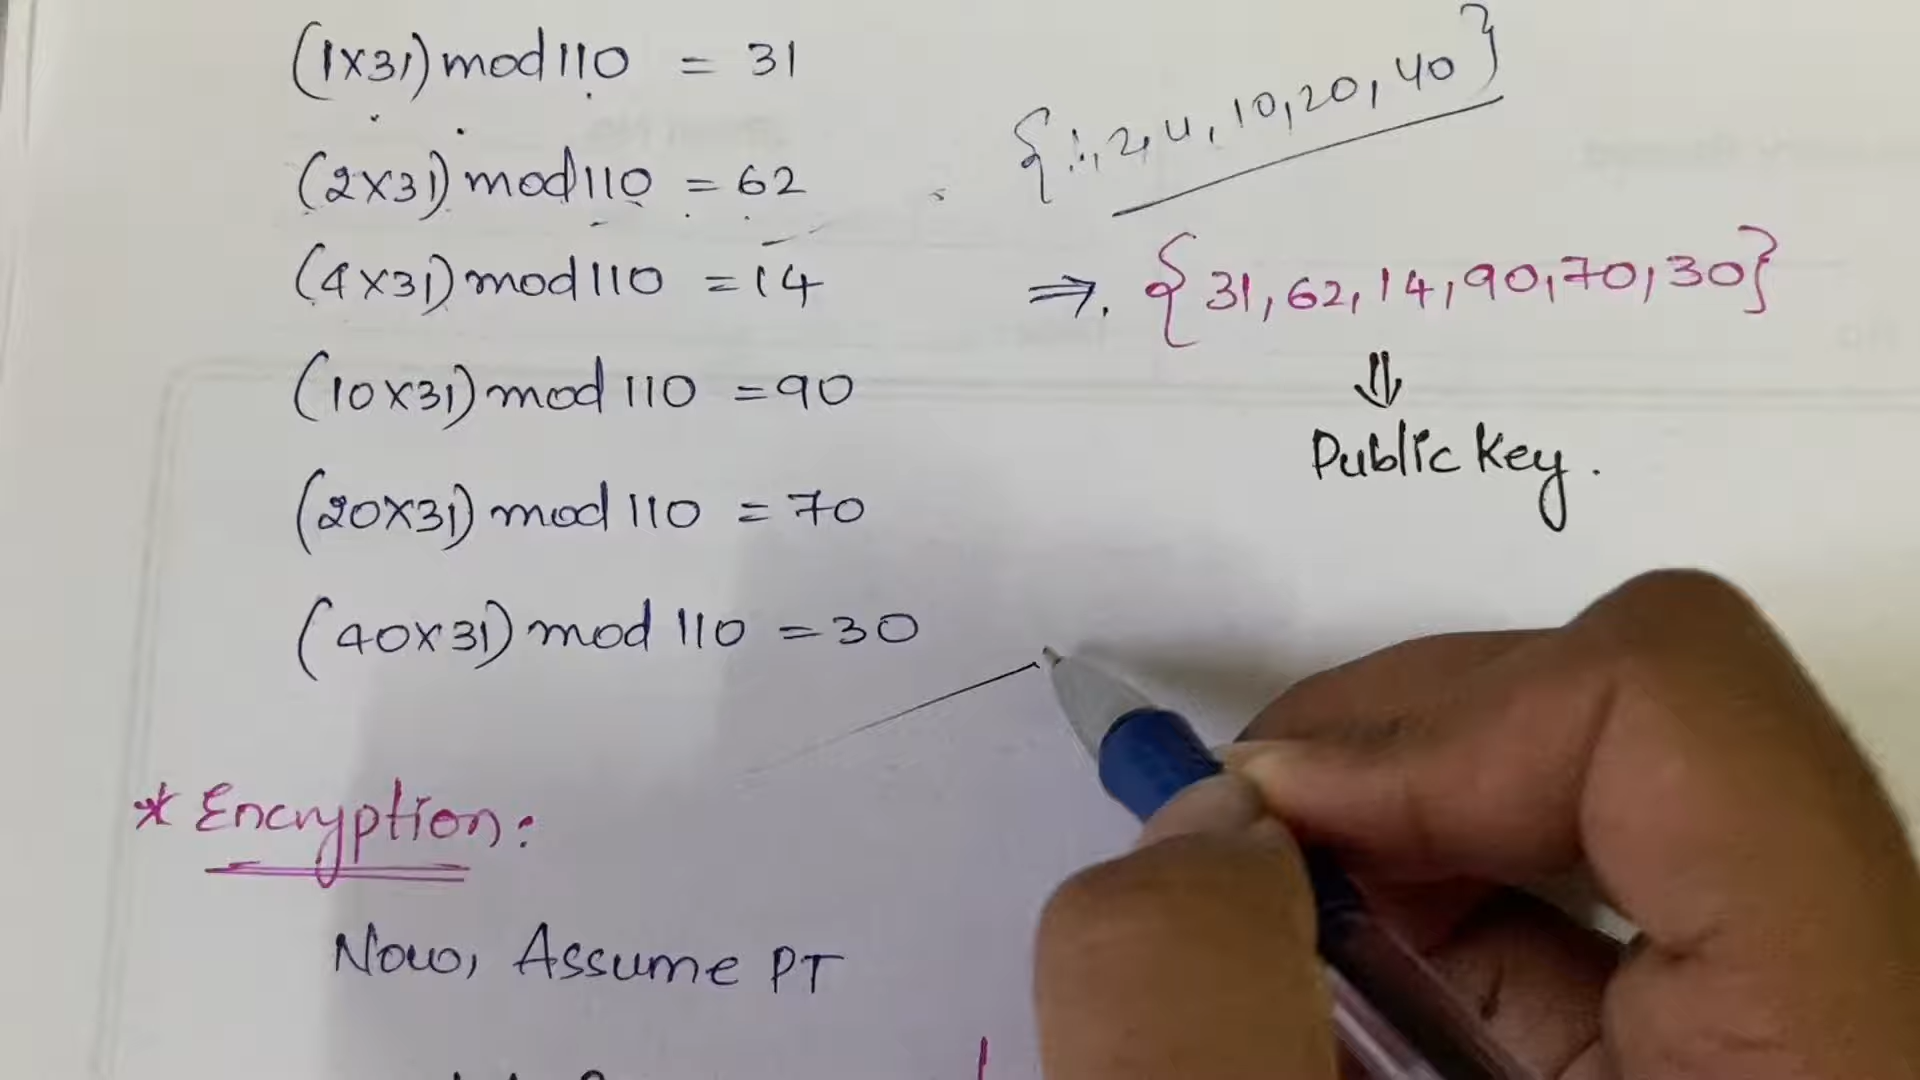 (1x31) mod 110 = 31
(2x31) mod 110 = 62
(4x31) mod 110 = 14
(10x31) mod 110 = 90
(20x31) mod 110 = 70
(40x31) mod 110 = 30
{1, 2, 4, 10, 20, 40}
⇒ {31, 62, 14, 90, 70, 30}
⇓
Public Key.
* Encryption:
Now, Assume PT